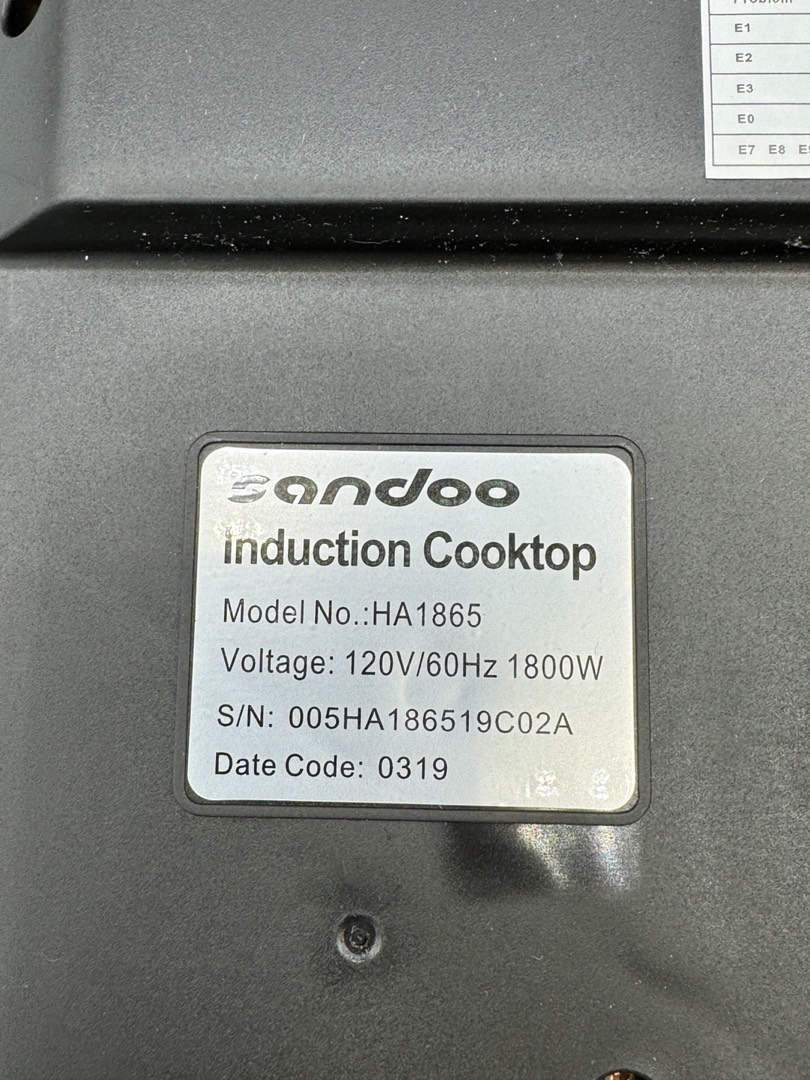 E1
E2
E3
E0
E7 E8
Sandoo
Induction Cooktop
Model No.:HA1865
Voltage: 120V/60Hz 1800W
S/N: 005HA186519C02A
Date Code: 0319